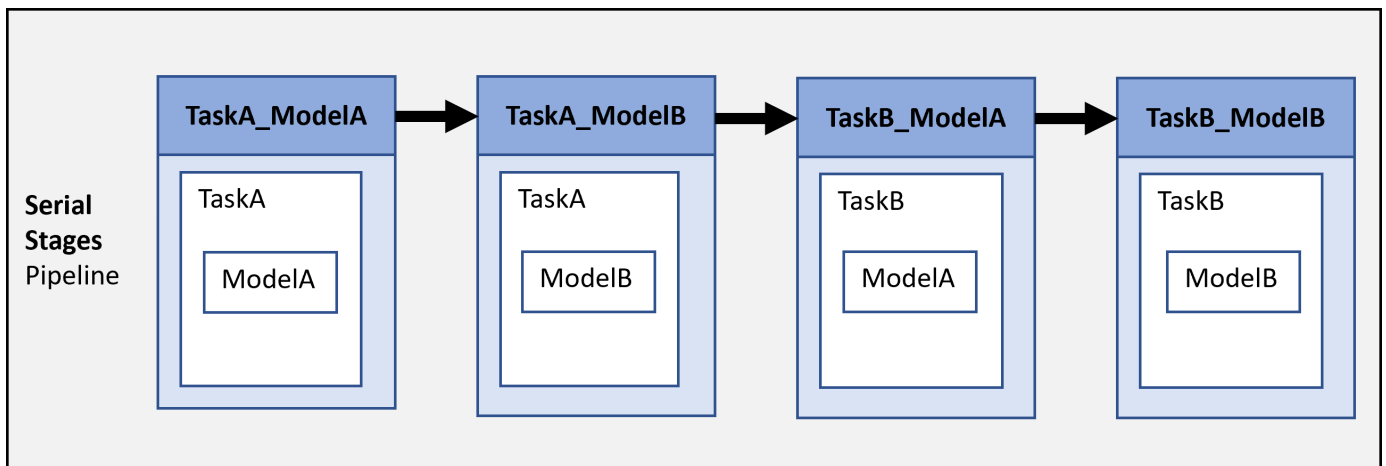 TaskA_ModelA
TaskA_ModelB
TaskB_ModelA
TaskB_ModelB
Serial
Stages
Pipeline
TaskA
ModelA
TaskA
ModelB
TaskB
ModelA
TaskB
ModelB